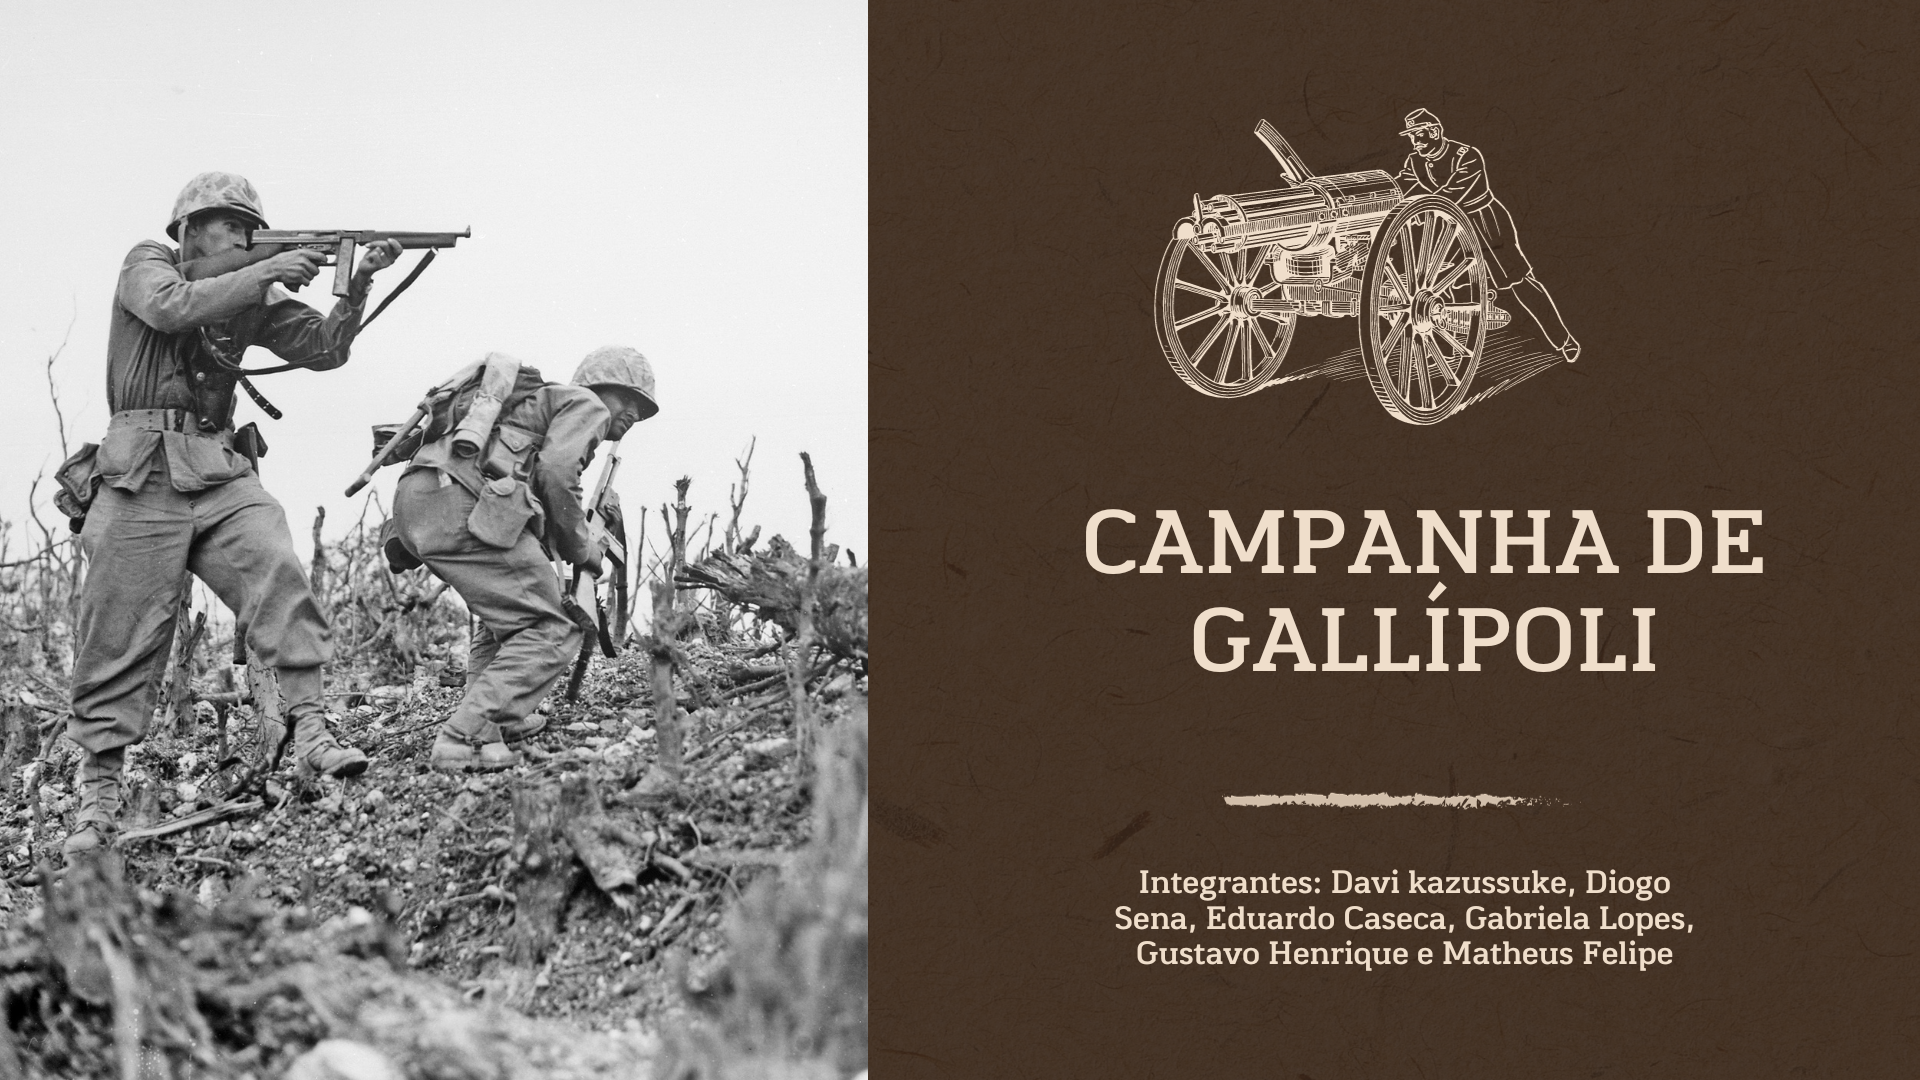 CAMPANHA DE
GALLÍPOLI
Integrantes: Davi kazussuke, Diogo
Sena, Eduardo Caseca, Gabriela Lopes,
Gustavo Henrique e Matheus Felipe